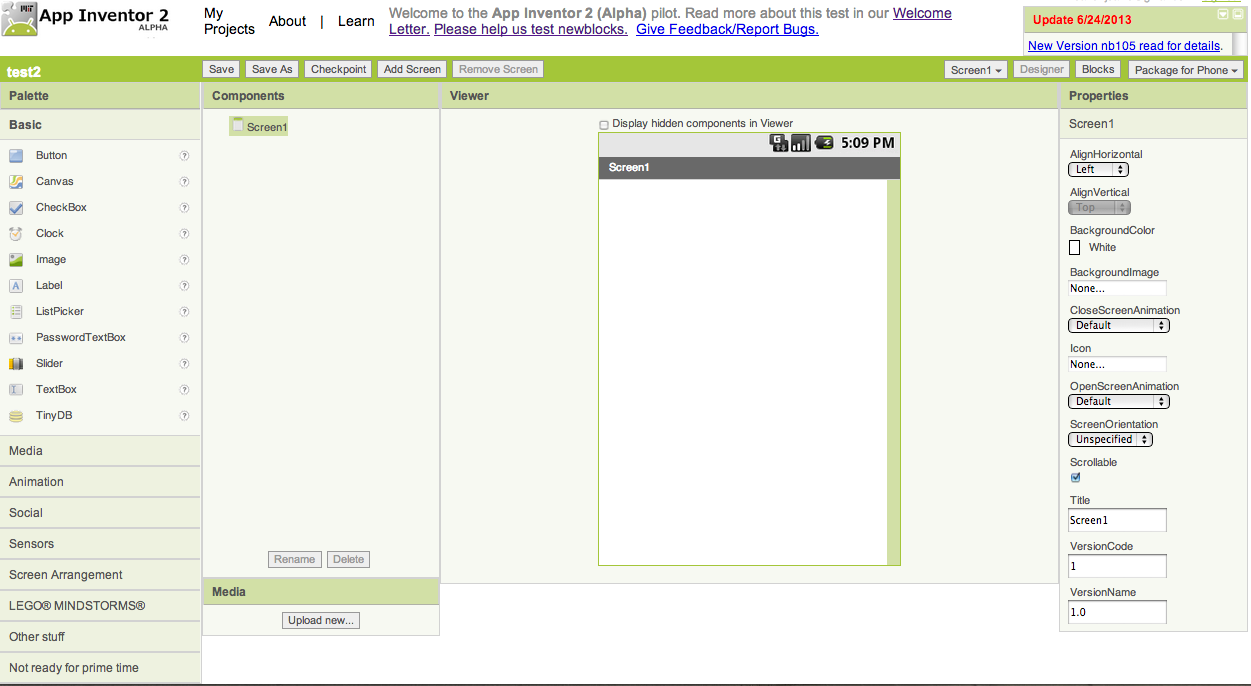 MIT
App Inventor 2
ALPHA
My Projects
About | Learn
Welcome to the App Inventor 2 (Alpha) pilot. Read more about this test in our Welcome
Letter. Please help us test newblocks. Give Feedback/Report Bugs.
Update 6/24/2013
New Version nb105 read for details.
test2
Save
Save As
Checkpoint
Add Screen
Remove Screen
Screen1
Designer
Blocks
Package for Phone
Palette
Basic
Button ?
Canvas ?
CheckBox ?
Clock ?
Image ?
Label ?
ListPicker ?
PasswordTextBox ?
Slider ?
TextBox ?
TinyDB ?
Media
Animation
Social
Sensors
Screen Arrangement
LEGO® MINDSTORMS®
Other stuff
Not ready for prime time
Components
Screen1
Rename
Delete
Media
Upload new...
Viewer
Display hidden components in Viewer
5:09 PM
Screen1
Properties
Screen1
AlignHorizontal
Left
AlignVertical
Top
BackgroundColor
White
BackgroundImage
None...
CloseScreenAnimation
Default
Icon
None...
OpenScreenAnimation
Default
ScreenOrientation
Unspecified
Scrollable
Title
Screen1
VersionCode
1
VersionName
1.0